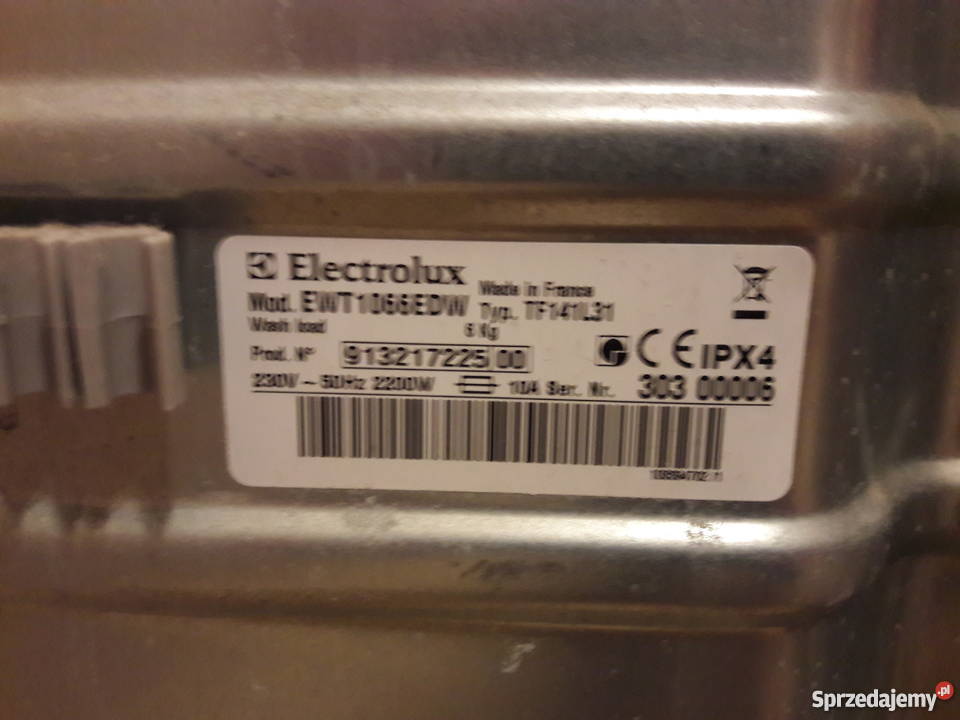 Electrolux
Made in France
Mod. EWT1066EDW Typ. TF141L31
Wash load 6 Kg
Prod. Nº 913217225 00
IPX4
230V ~ 50Hz 2200W 10A Ser. Nr. 303 00006
Sprzedajemy.pl